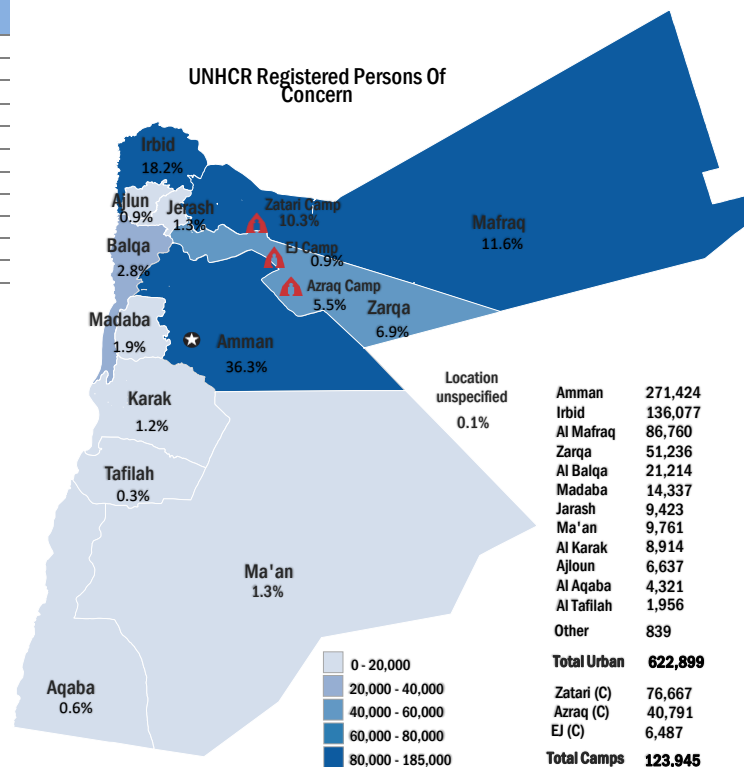 UNHCR Registered Persons Of
Concern
Irbid
18.2%
Ajlun
0.9%
Jerash
1.3%
Zatari Camp
10.3%
Mafraq
11.6%
Balqa
2.8%
EJ Camp
0.9%
Azraq Camp
5.5%
Zarqa
6.9%
Madaba
1.9%
Amman
36.3%
Location
unspecified
0.1%
Karak
1.2%
Tafilah
0.3%
Ma'an
1.3%
Aqaba
0.6%
0 - 20,000
20,000 - 40,000
40,000 - 60,000
60,000 - 80,000
80,000 - 185,000
Amman 271,424
Irbid 136,077
Al Mafraq 86,760
Zarqa 51,236
Al Balqa 21,214
Madaba 14,337
Jarash 9,423
Ma'an 9,761
Al Karak 8,914
Ajloun 6,637
Al Aqaba 4,321
Al Tafilah 1,956
Other 839
Total Urban 622,899
Zatari (C) 76,667
Azraq (C) 40,791
EJ (C) 6,487
Total Camps 123,945